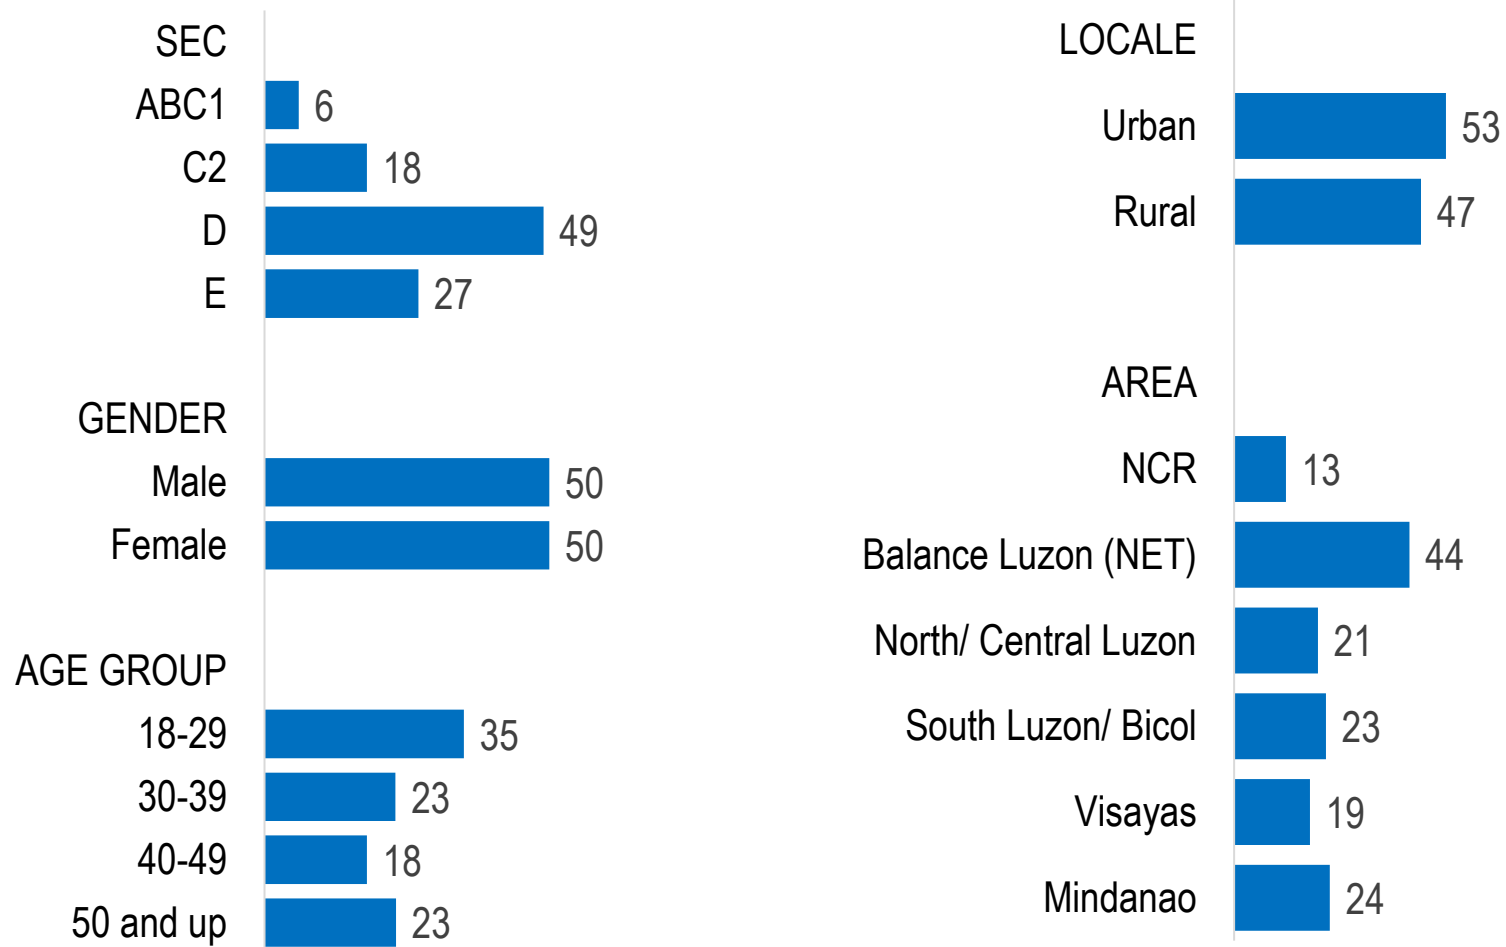 SEC
ABC1 6
C2 18
D 49
E 27
GENDER
Male 50
Female 50
AGE GROUP
18-29 35
30-39 23
40-49 18
50 and up 23
LOCALE
Urban 53
Rural 47
AREA
NCR 13
Balance Luzon (NET) 44
North/ Central Luzon 21
South Luzon/ Bicol 23
Visayas 19
Mindanao 24